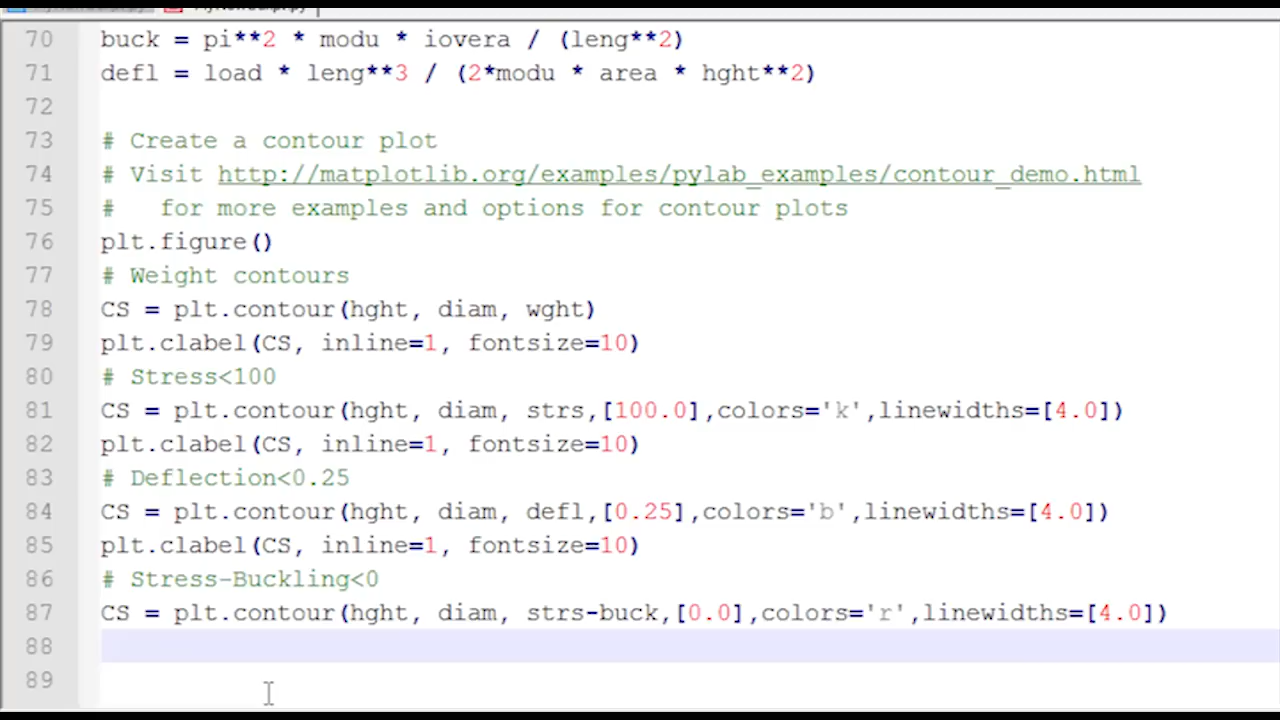 70 buck = pi**2 * modu * iovera / (leng**2)
71 defl = load * leng**3 / (2*modu * area * hght**2)
72
73 # Create a contour plot
74 # Visit http://matplotlib.org/examples/pylab_examples/contour_demo.html
75 #   for more examples and options for contour plots
76 plt.figure()
77 # Weight contours
78 CS = plt.contour(hght, diam, wght)
79 plt.clabel(CS, inline=1, fontsize=10)
80 # Stress<100
81 CS = plt.contour(hght, diam, strs,[100.0],colors='k',linewidths=[4.0])
82 plt.clabel(CS, inline=1, fontsize=10)
83 # Deflection<0.25
84 CS = plt.contour(hght, diam, defl,[0.25],colors='b',linewidths=[4.0])
85 plt.clabel(CS, inline=1, fontsize=10)
86 # Stress-Buckling<0
87 CS = plt.contour(hght, diam, strs-buck,[0.0],colors='r',linewidths=[4.0])
88
89